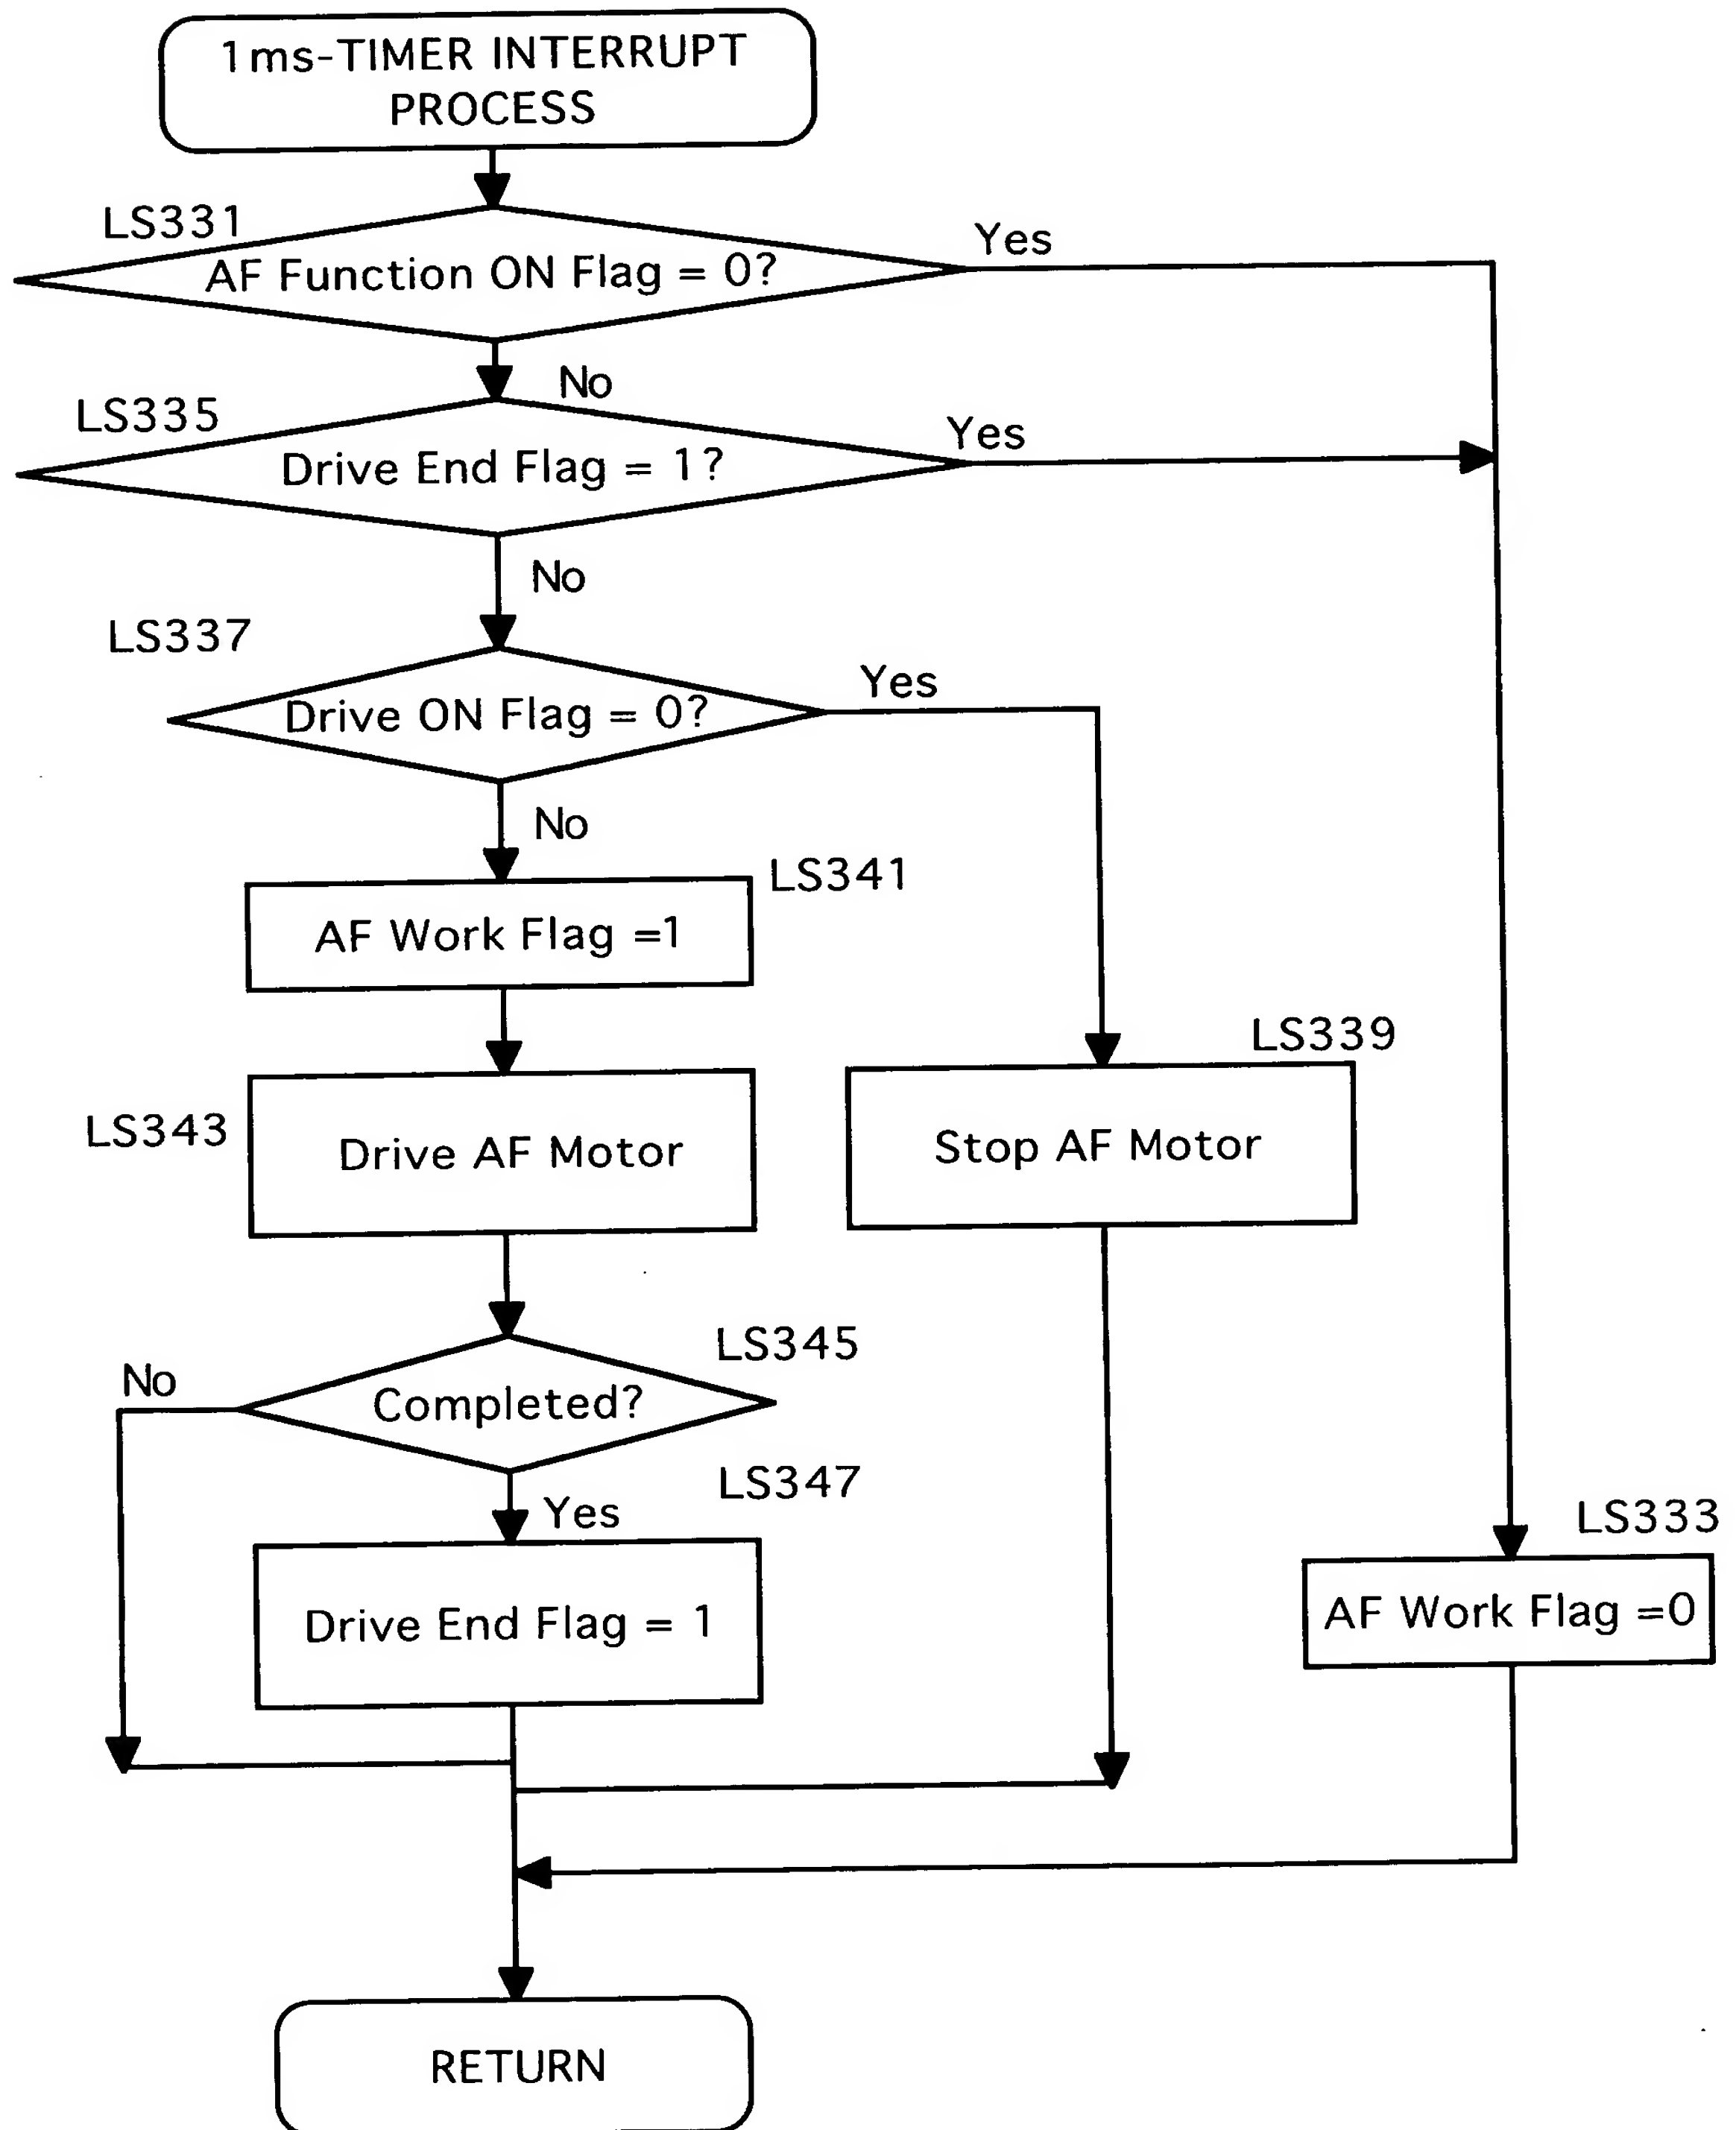 1ms-TIMER INTERRUPT
PROCESS
LS331
AF Function ON Flag = 0?
Yes
No
LS335
Drive End Flag = 1?
Yes
No
LS337
Drive ON Flag = 0?
Yes
No
LS341
AF Work Flag =1
LS339
LS343
Drive AF Motor
Stop AF Motor
LS345
No
Completed?
LS347
Yes
LS333
Drive End Flag = 1
AF Work Flag =0
RETURN